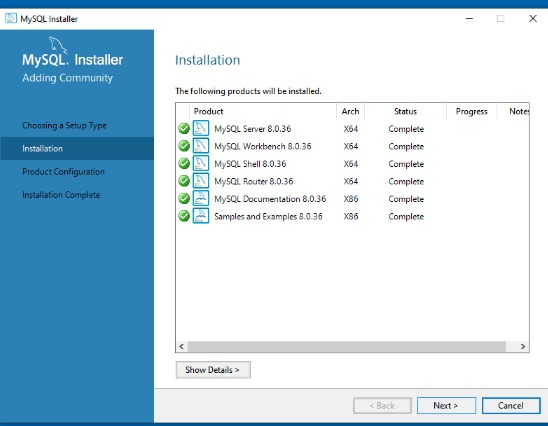 MySQL Installer
MySQL. Installer
Adding Community
Choosing a Setup Type
Installation
Product Configuration
Installation Complete
Installation
The following products will be installed.
Product Arch Status Progress Notes
MySQL Server 8.0.36 X64 Complete
MySQL Workbench 8.0.36 X64 Complete
MySQL Shell 8.0.36 X64 Complete
MySQL Router 8.0.36 X64 Complete
MySQL Documentation 8.0.36 X86 Complete
Samples and Examples 8.0.36 X86 Complete
Show Details >
< Back Next > Cancel